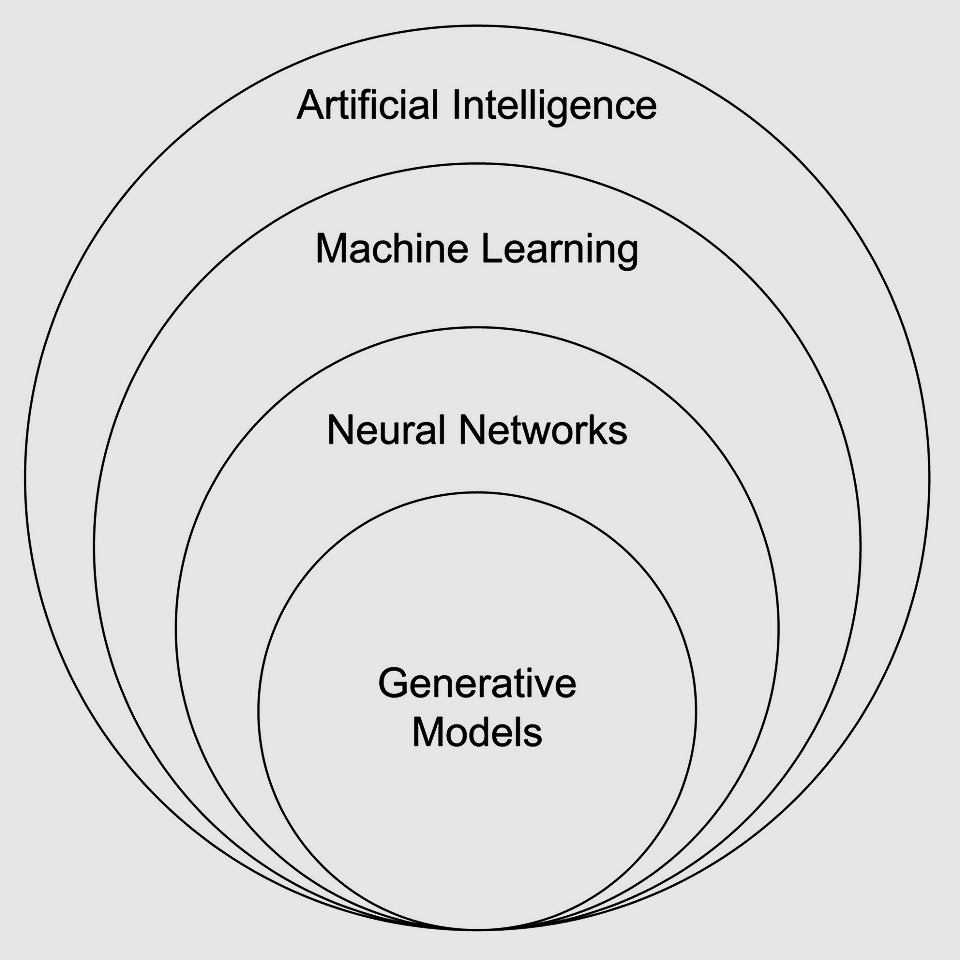 Artificial Intelligence
Machine Learning
Neural Networks
Generative
Models